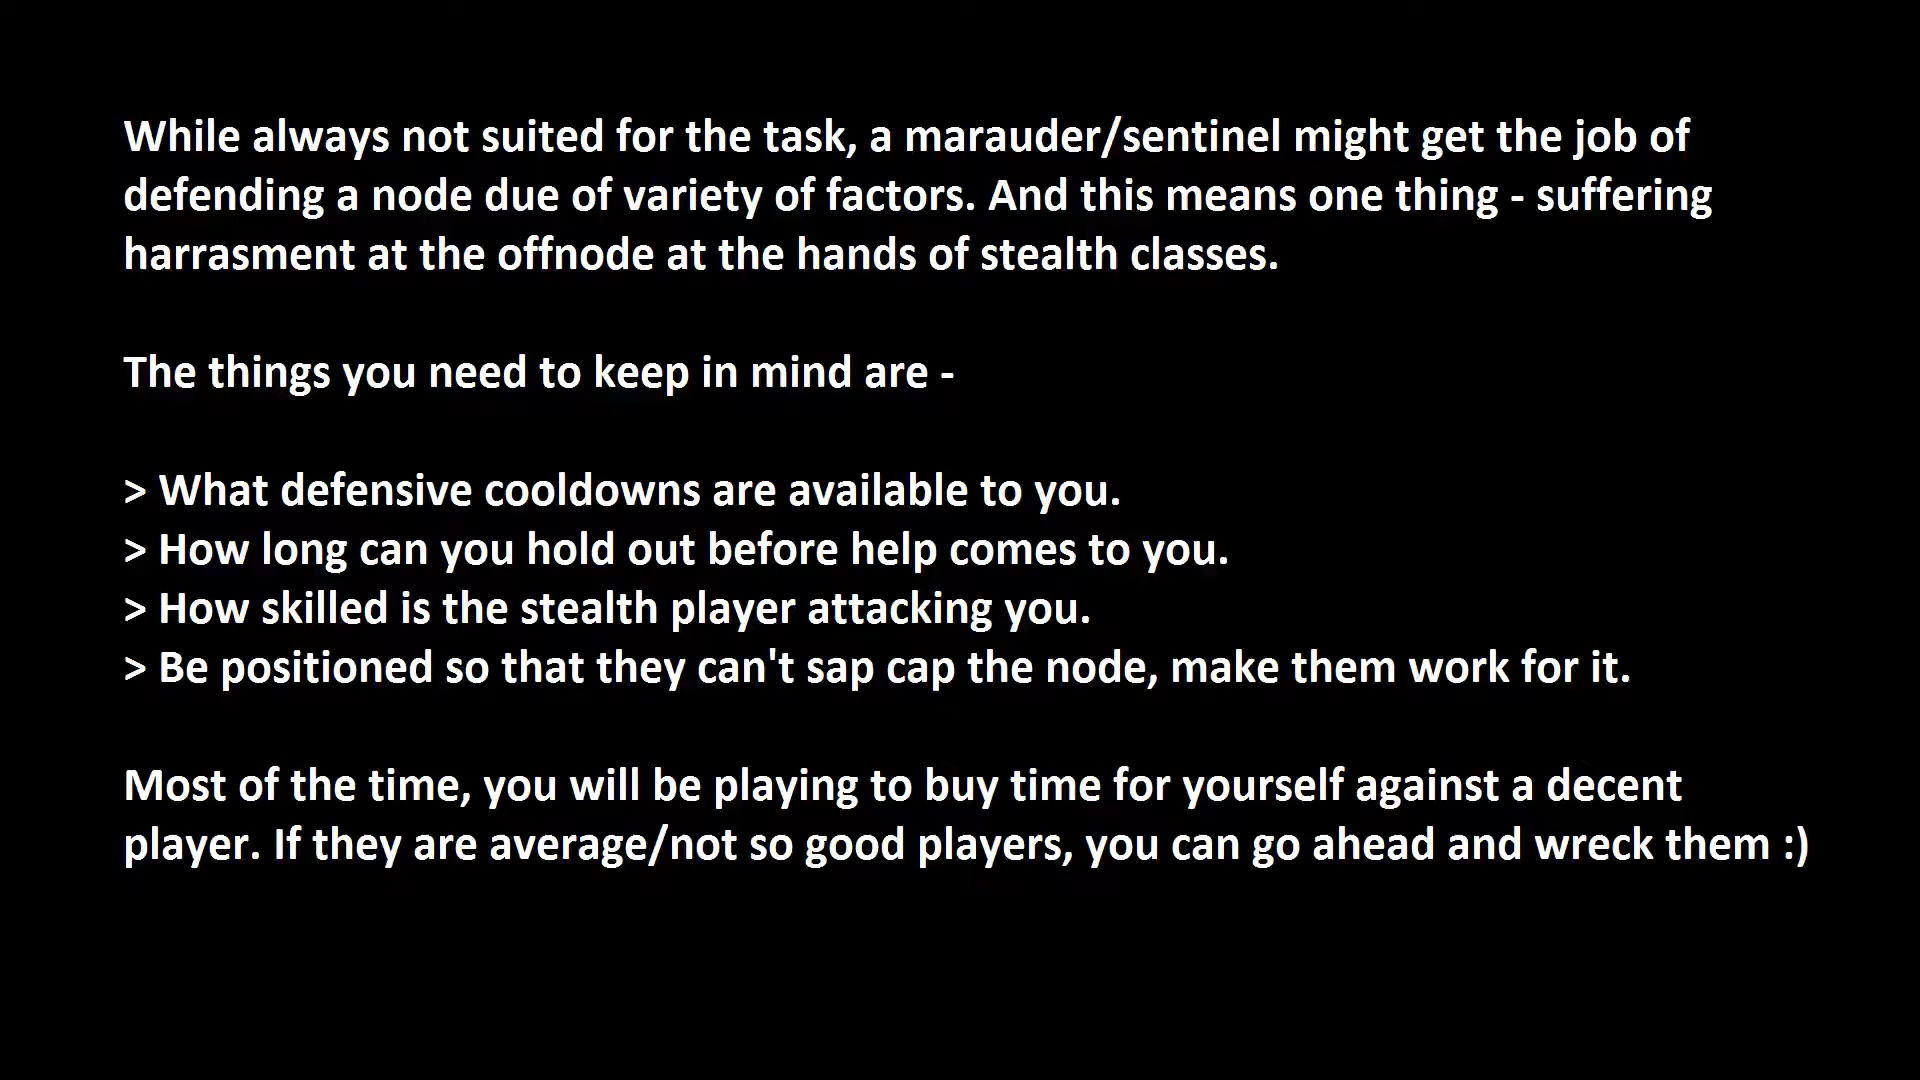 While always not suited for the task, a marauder/sentinel might get the job of
defending a node due of variety of factors. And this means one thing - suffering
harrasment at the offnode at the hands of stealth classes.
The things you need to keep in mind are -
> What defensive cooldowns are available to you.
> How long can you hold out before help comes to you.
> How skilled is the stealth player attacking you.
> Be positioned so that they can't sap cap the node, make them work for it.
Most of the time, you will be playing to buy time for yourself against a decent
player. If they are average/not so good players, you can go ahead and wreck them :)